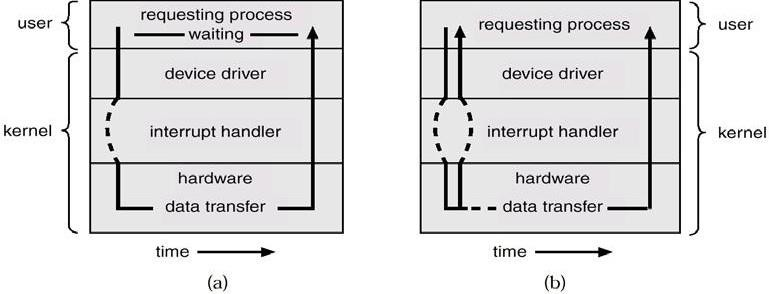 user
requesting process
waiting
device driver
kernel
interrupt handler
hardware
data transfer
time
(a)
requesting process
user
device driver
interrupt handler
kernel
hardware
data transfer
time
(b)